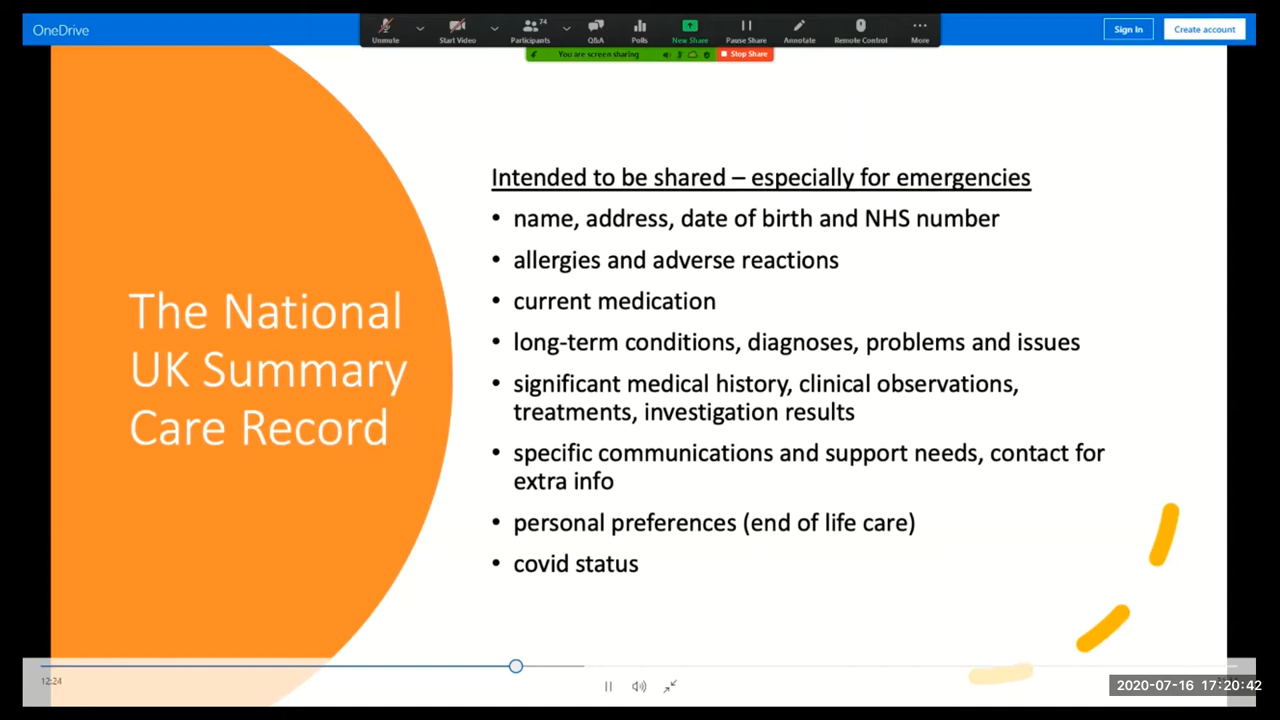 OneDrive
Unmute
Start Video
Participants
74
Q&A
Polls
New Share
Pause Share
Annotate
Remote Control
More
Sign In
Create account
You are screen sharing
Stop Share
The National
UK Summary
Care Record
Intended to be shared – especially for emergencies
• name, address, date of birth and NHS number
• allergies and adverse reactions
• current medication
• long-term conditions, diagnoses, problems and issues
• significant medical history, clinical observations,
treatments, investigation results
• specific communications and support needs, contact for
extra info
• personal preferences (end of life care)
• covid status
12:24
2020-07-16 17:20:42